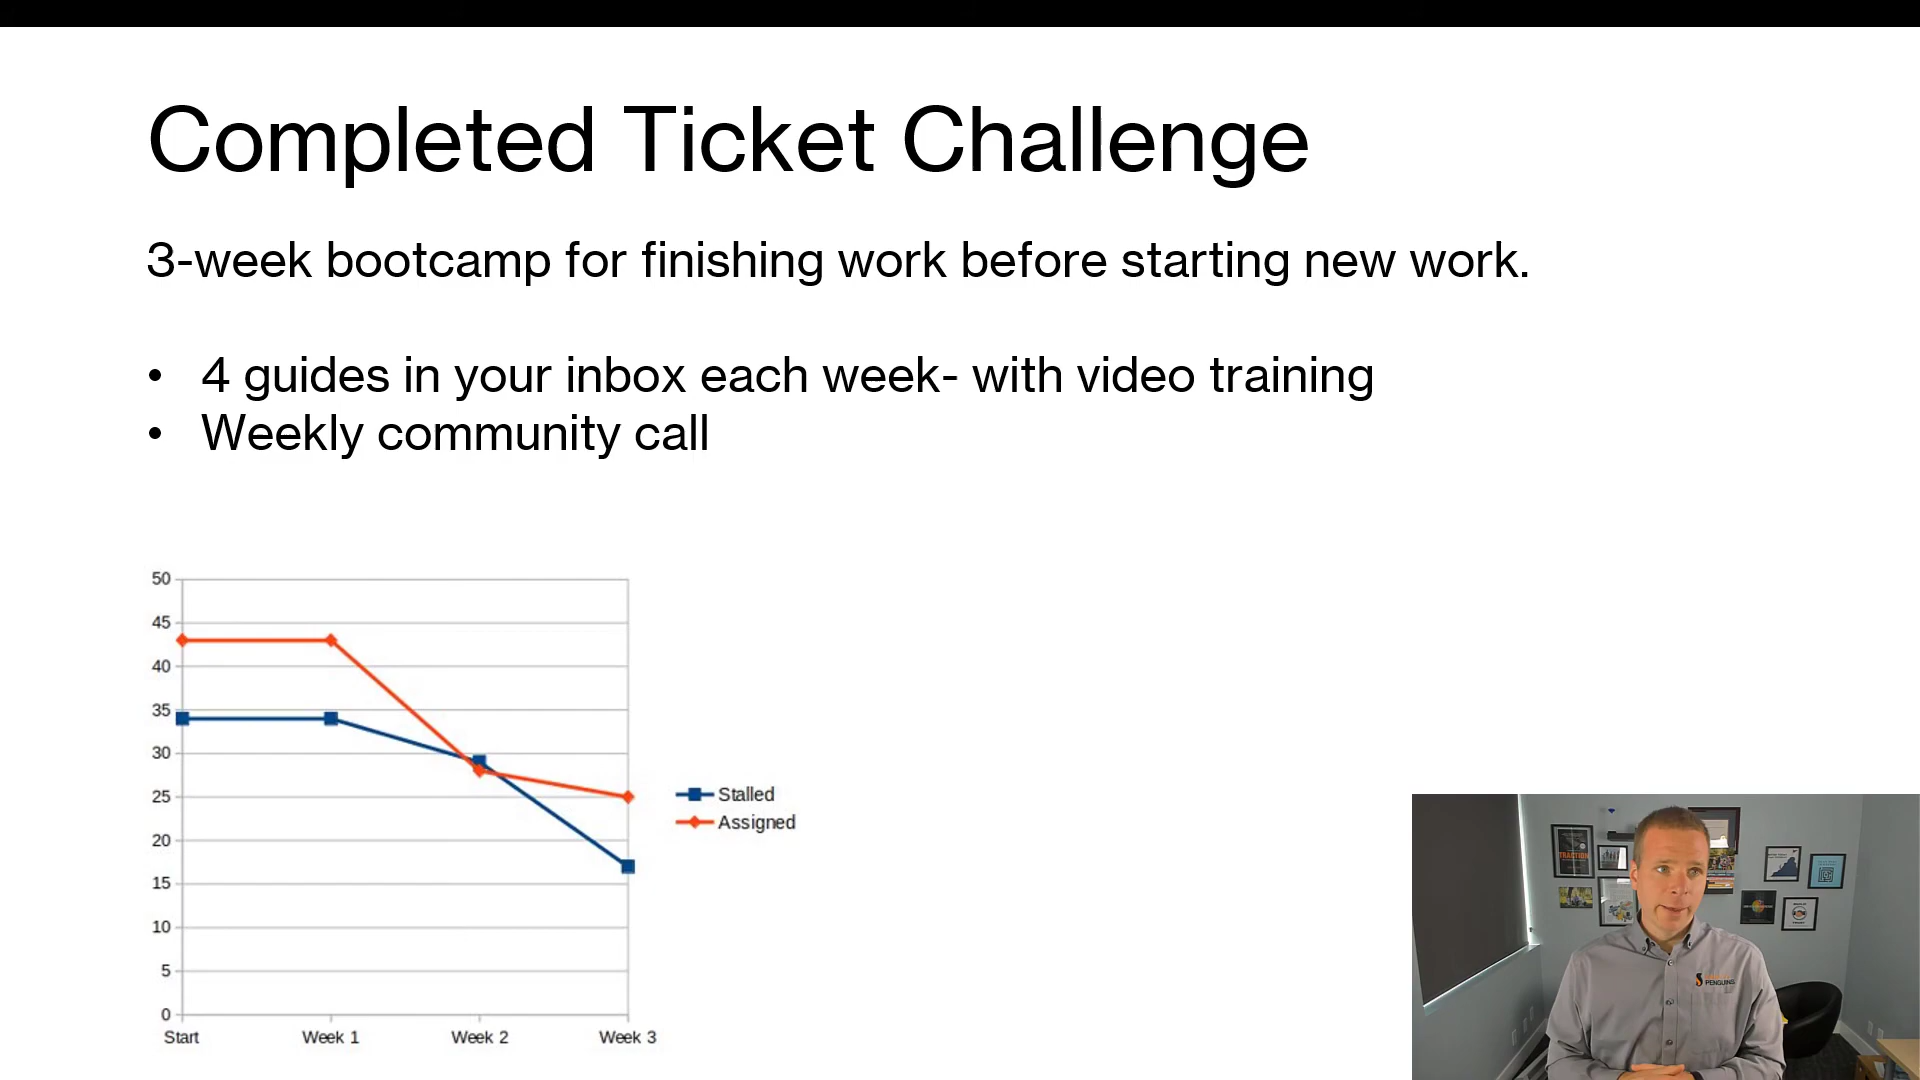 Completed Ticket Challenge
3-week bootcamp for finishing work before starting new work.
• 4 guides in your inbox each week- with video training
• Weekly community call
50
45
40
35
30
25
20
15
10
5
0
Start Week 1 Week 2 Week 3
Stalled
Assigned
TRACTION
PENGUINS